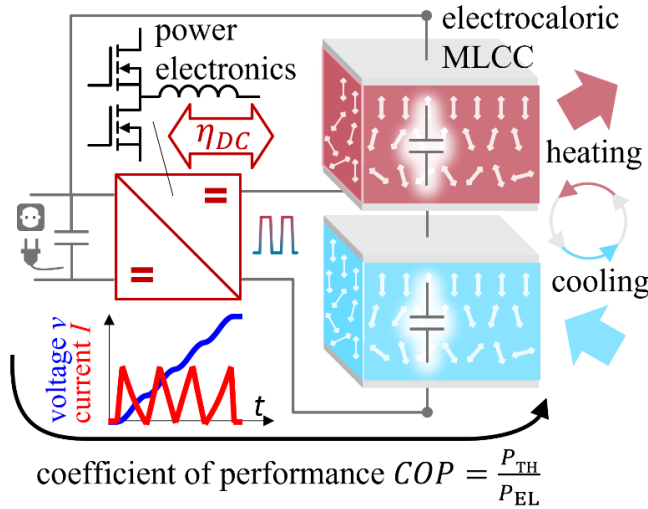 power
electronics
electrocaloric
MLCC
η_DC
heating
cooling
voltage v
current I
t
coefficient of performance COP = P_TH / P_EL